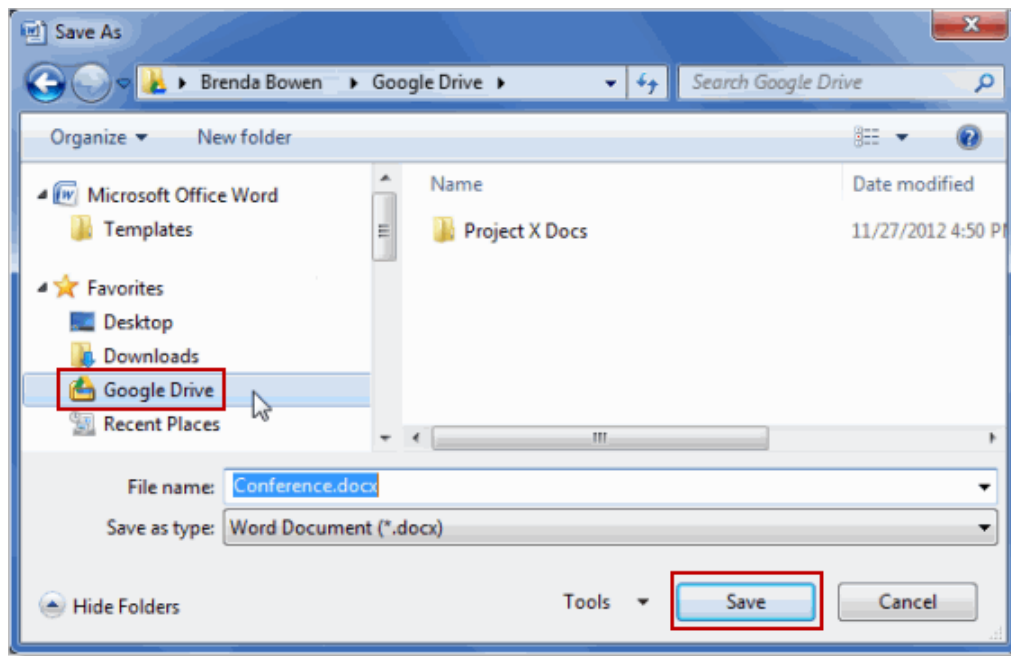 Save As
Brenda Bowen Google Drive
Search Google Drive
Organize New folder
Microsoft Office Word
Templates
Favorites
Desktop
Downloads
Google Drive
Recent Places
Name Date modified
Project X Docs 11/27/2012 4:50 P
File name: Conference.docx
Save as type: Word Document (*.docx)
Hide Folders Tools Save Cancel